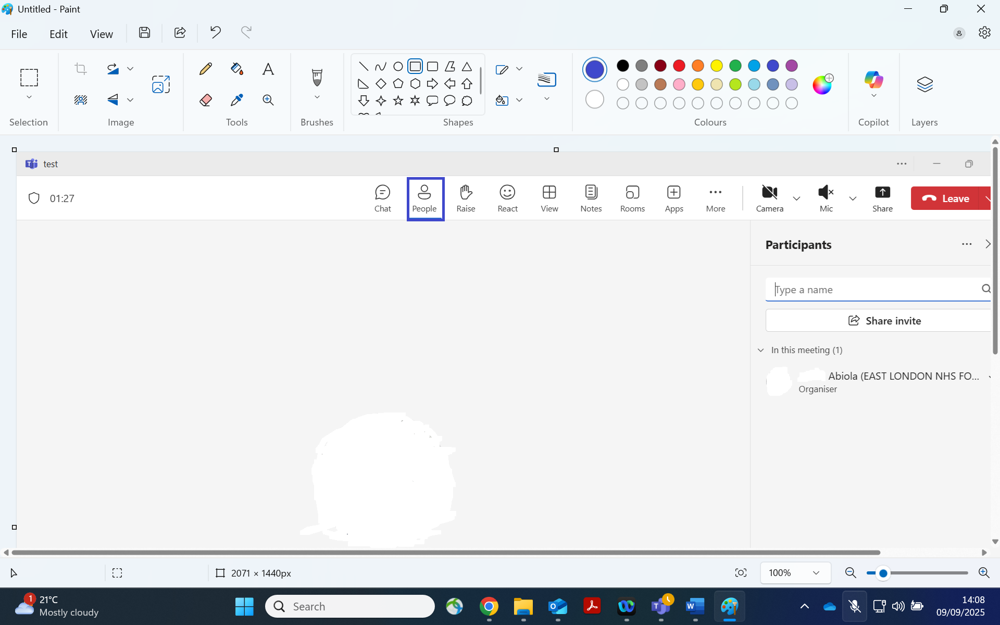 Untitled - Paint
File Edit View
Selection Image Tools Brushes Shapes Colours Copilot Layers
test
01:27
Chat People Raise React View Notes Rooms Apps More Camera Mic Share Leave
Participants
Type a name
Share invite
In this meeting (1)
Abiola (EAST LONDON NHS FO...
Organiser
2071 × 1440px
100%
1
21°C
Mostly cloudy
Search
14:08
09/09/2025